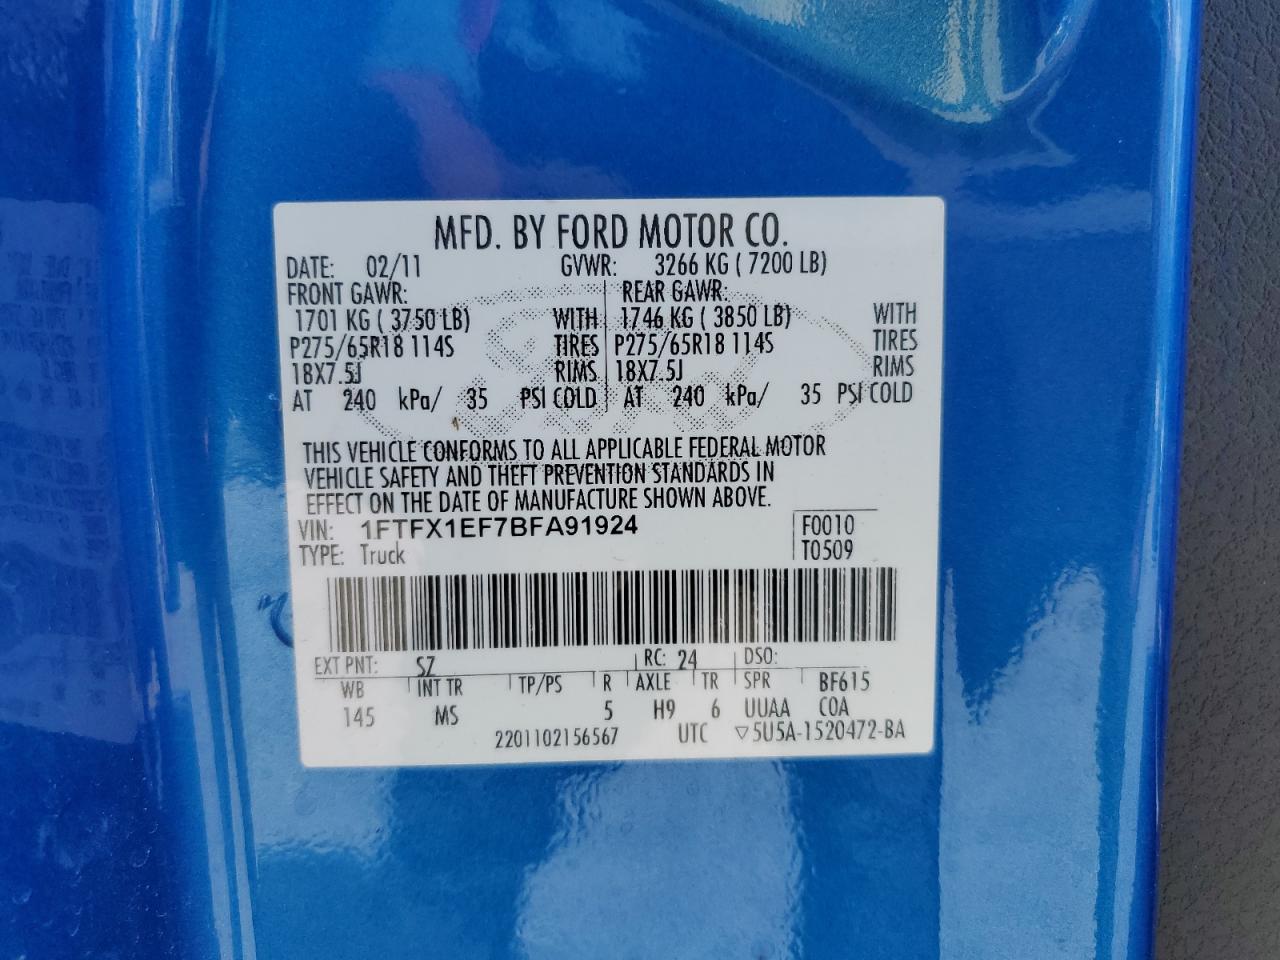 MFD. BY FORD MOTOR CO.
DATE: 02/11 GVWR: 3266 KG ( 7200 LB)
FRONT GAWR: REAR GAWR:
1701 KG ( 3750 LB) WITH 1746 KG ( 3850 LB) WITH
P275/65R18 114S TIRES P275/65R18 114S TIRES
18X7.5J RIMS 18X7.5J RIMS
AT 240 kPa/ 35 PSI COLD AT 240 kPa/ 35 PSI COLD
THIS VEHICLE CONFORMS TO ALL APPLICABLE FEDERAL MOTOR
VEHICLE SAFETY AND THEFT PREVENTION STANDARDS IN
EFFECT ON THE DATE OF MANUFACTURE SHOWN ABOVE.
VIN: 1FTFX1EF7BFA91924 F0010
TYPE: Truck T0509
EXT PNT: SZ RC: 24 DSO:
WB INT TR TP/PS R AXLE TR SPR BF615
145 MS 5 H9 6 UUAA COA
2201102156567 UTC ▽5U5A-1520472-BA